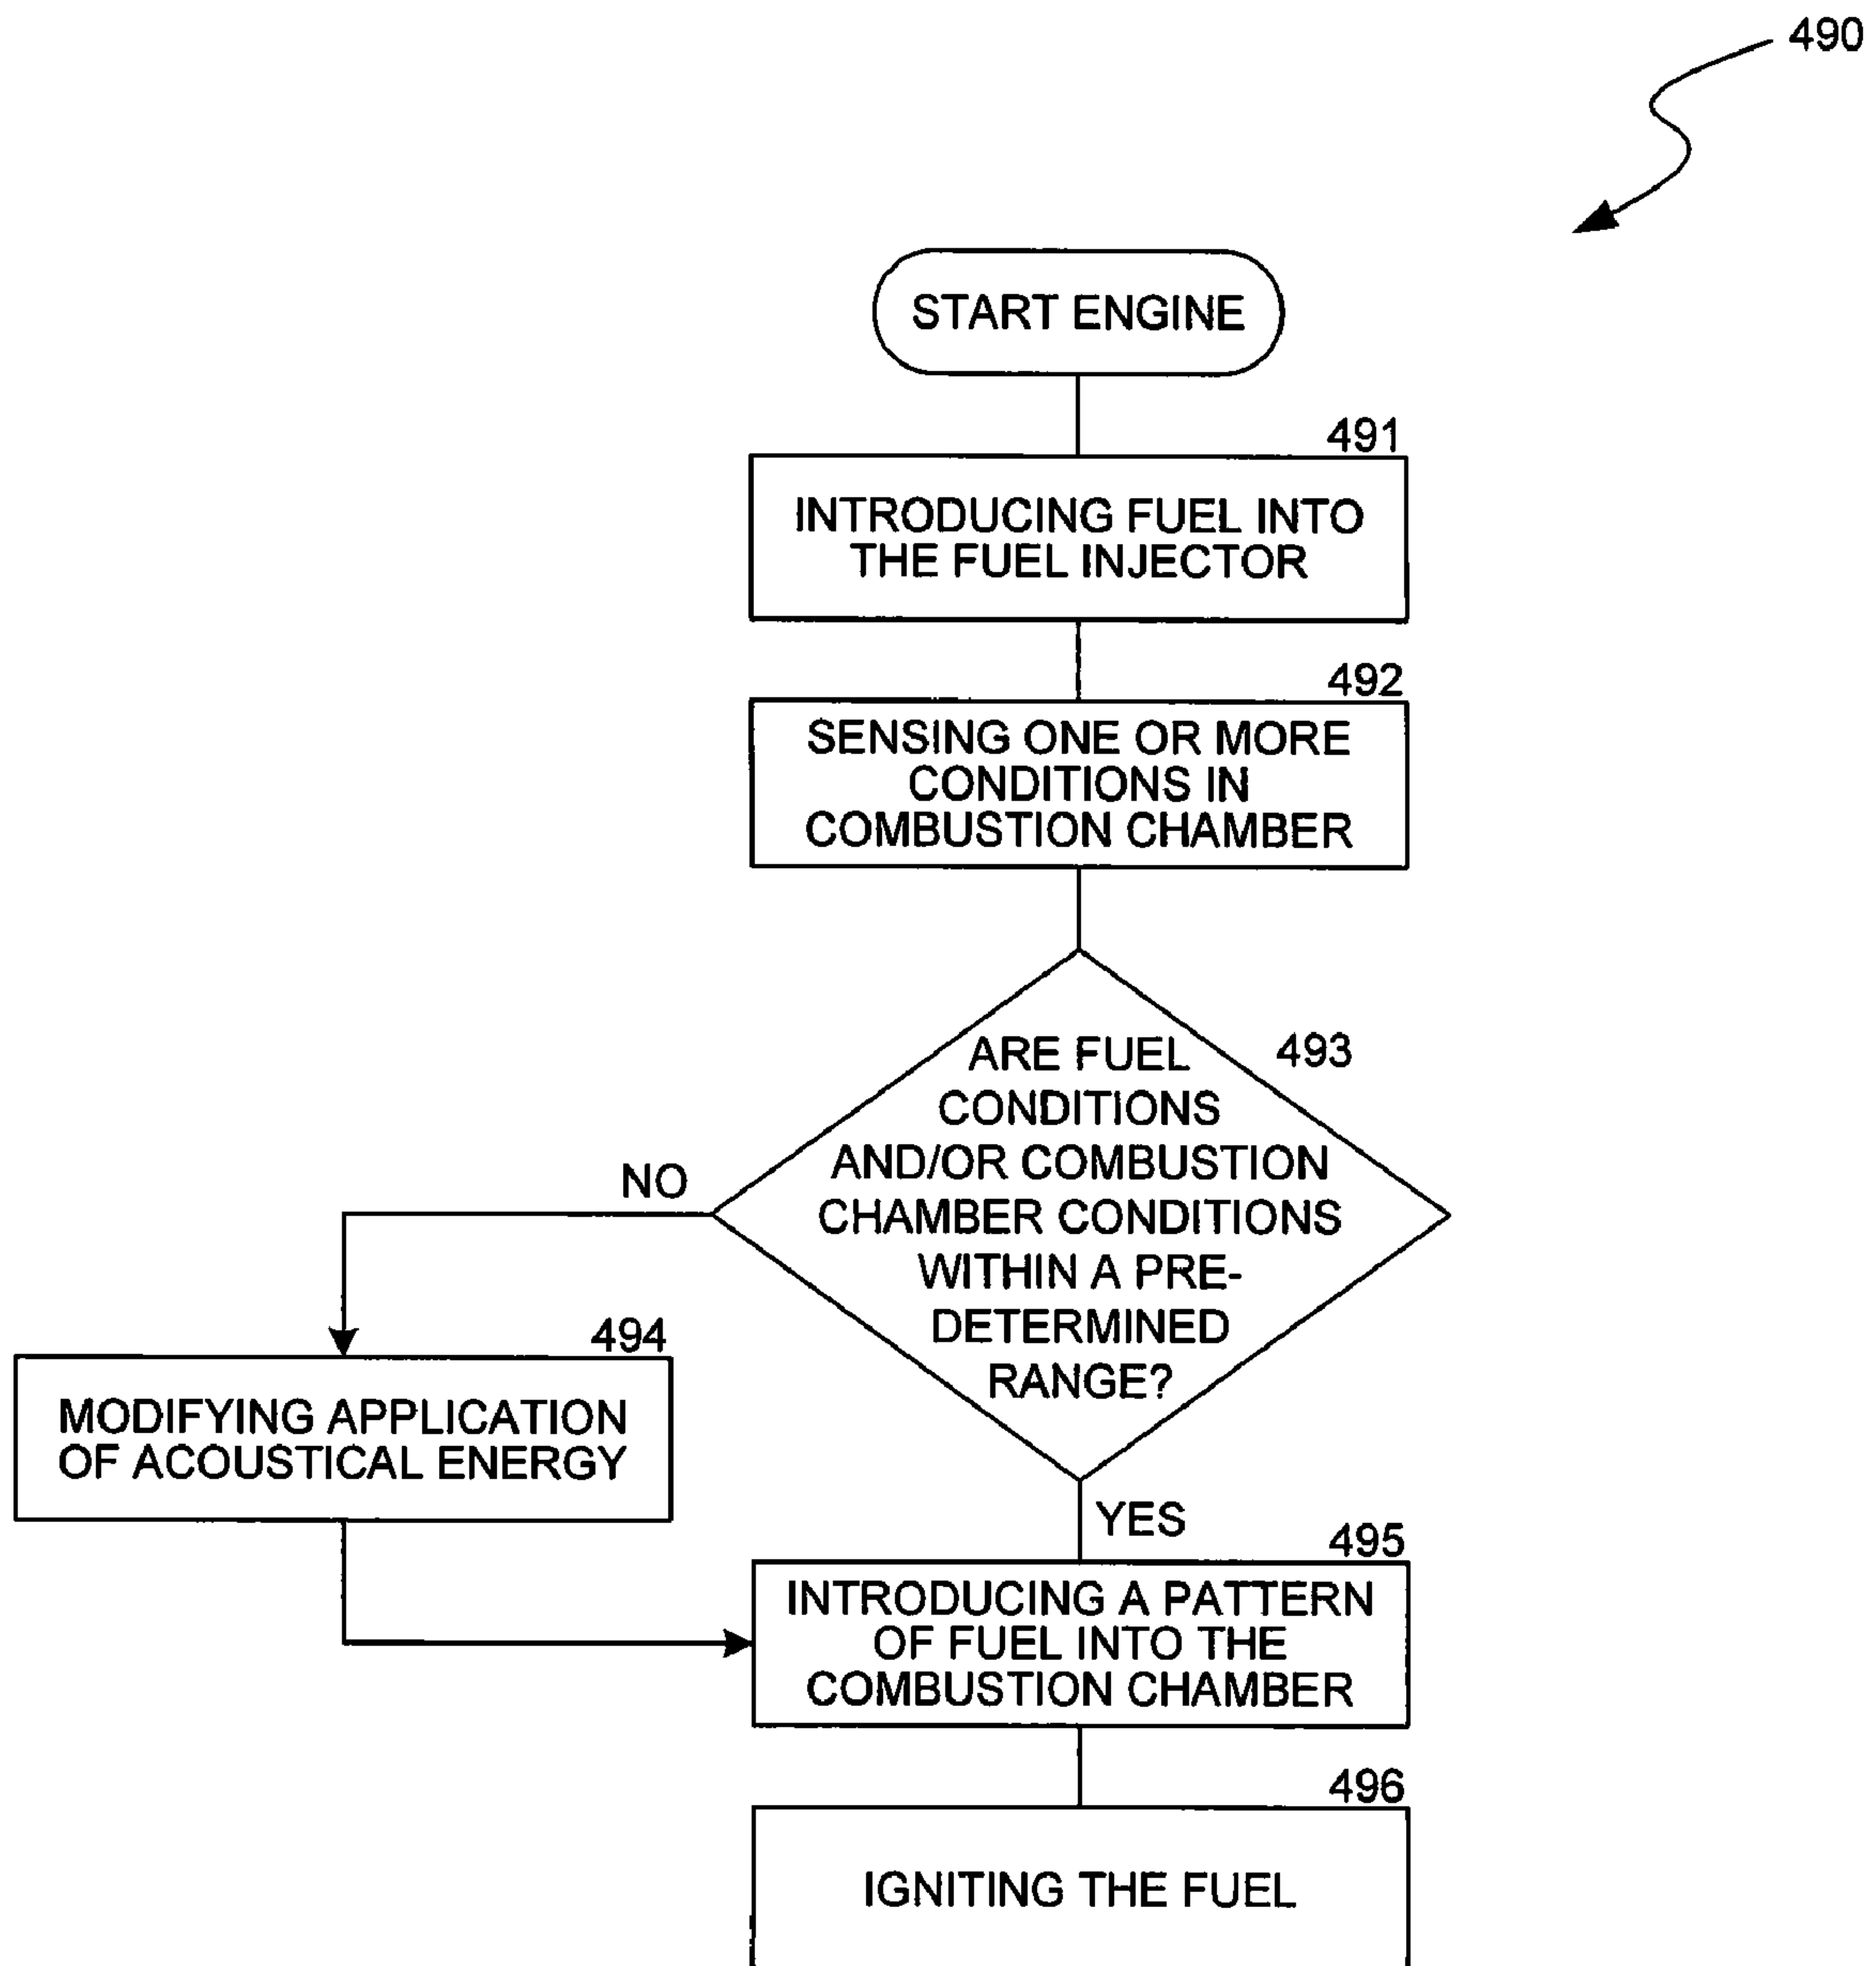 490
START ENGINE
491
INTRODUCING FUEL INTO
THE FUEL INJECTOR
492
SENSING ONE OR MORE
CONDITIONS IN
COMBUSTION CHAMBER
493
ARE FUEL
CONDITIONS
AND/OR COMBUSTION
CHAMBER CONDITIONS
WITHIN A PRE-
DETERMINED
RANGE?
NO
494
MODIFYING APPLICATION
OF ACOUSTICAL ENERGY
YES
495
INTRODUCING A PATTERN
OF FUEL INTO THE
COMBUSTION CHAMBER
496
IGNITING THE FUEL